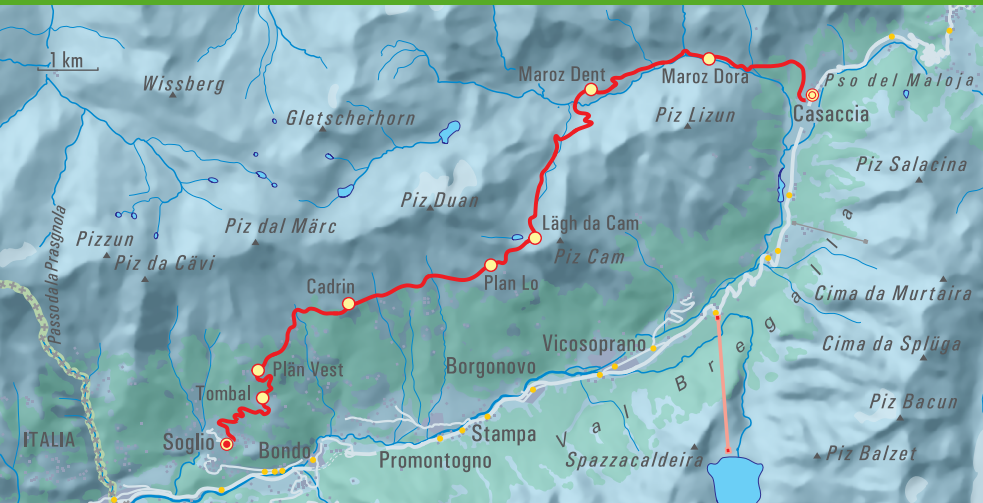 1 km
Wissberg
Gletscherhorn
Maroz Dent
Maroz Dora
Pso del Maloja
Casaccia
Piz Lizun
Piz Salacina
Piz Duan
Passo da la Prasgnola
Pizzun
Piz dal Märc
Piz da Cävi
Lägh da Cam
Piz Cam
Plan Lo
Cadrin
Cima da Murtaira
Vicosoprano
Cima da Splüga
Plän Vest
Borgonovo
Tombal
Val Bregaglia
Piz Bacun
ITALIA
Soglio
Bondo
Stampa
Promontogno
Spazzacaldeira
Piz Balzet